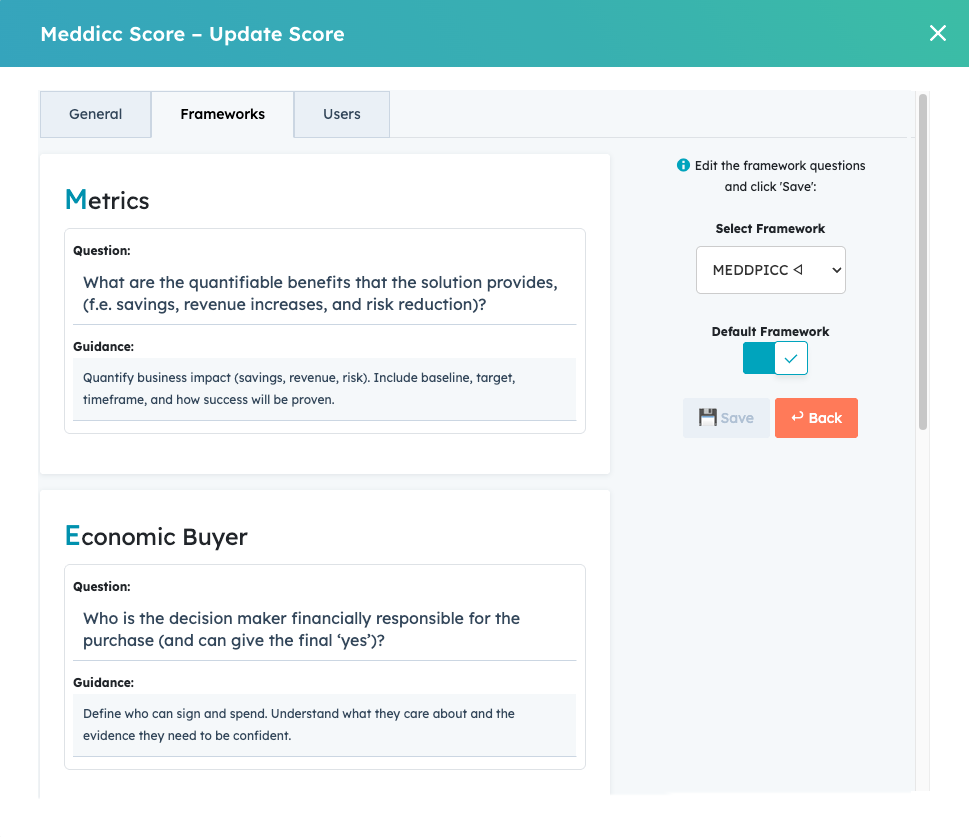 Meddicc Score – Update Score
General
Frameworks
Users
Metrics
Question:
What are the quantifiable benefits that the solution provides,
(f.e. savings, revenue increases, and risk reduction)?
Guidance:
Quantify business impact (savings, revenue, risk). Include baseline, target,
timeframe, and how success will be proven.
Economic Buyer
Question:
Who is the decision maker financially responsible for the
purchase (and can give the final ‘yes’)?
Guidance:
Define who can sign and spend. Understand what they care about and the
evidence they need to be confident.
Edit the framework questions
and click 'Save':
Select Framework
MEDDPICC ᐊ
Default Framework
💾 Save
↩ Back